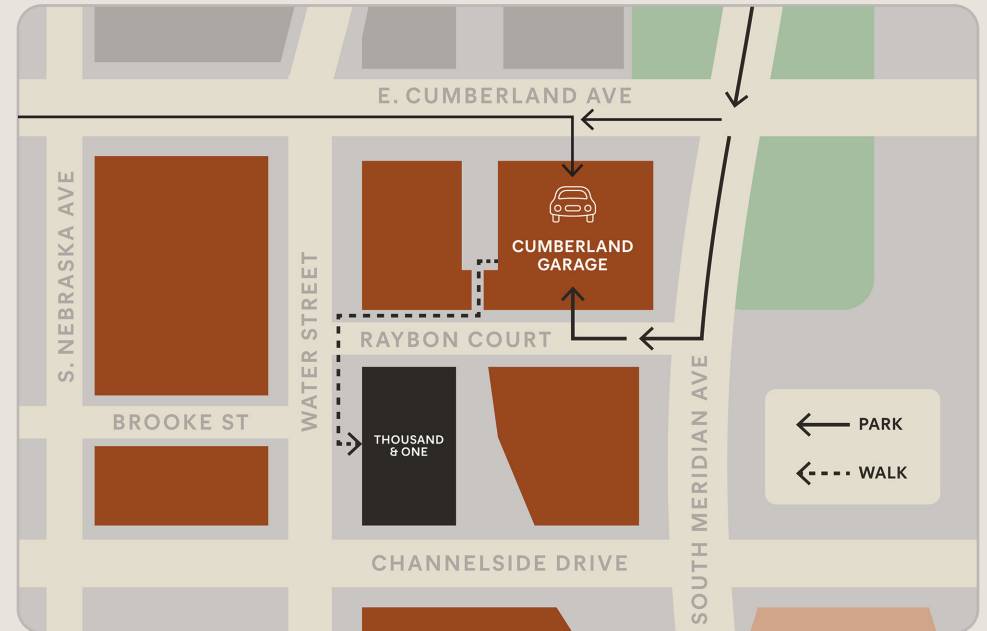 E. CUMBERLAND AVE
S. NEBRASKA AVE
CUMBERLAND
GARAGE
WATER STREET
RAYBON COURT
BROOKE ST
THOUSAND
& ONE
SOUTH MERIDIAN AVE
PARK
WALK
CHANNELSIDE DRIVE